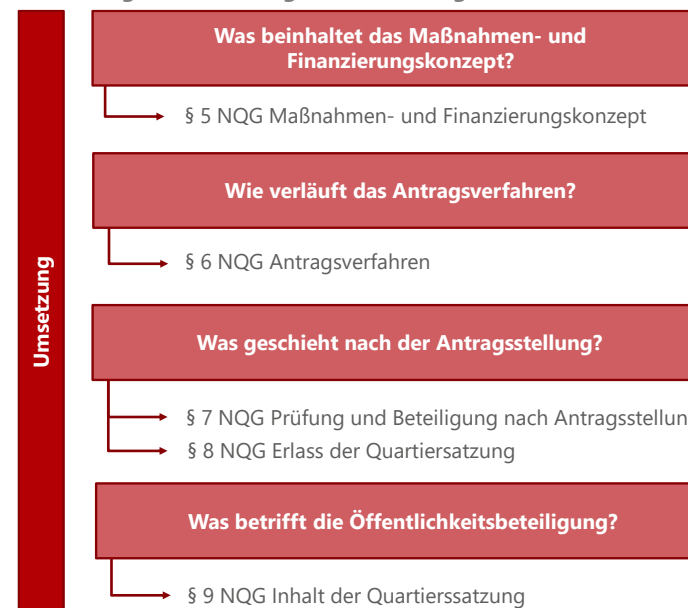 Umsetzung
Was beinhaltet das Maßnahmen- und
Finanzierungskonzept?
§ 5 NQG Maßnahmen- und Finanzierungskonzept
Wie verläuft das Antragsverfahren?
§ 6 NQG Antragsverfahren
Was geschieht nach der Antragsstellung?
§ 7 NQG Prüfung und Beteiligung nach Antragsstellun
§ 8 NQG Erlass der Quartiersatzung
Was betrifft die Öffentlichkeitsbeteiligung?
§ 9 NQG Inhalt der Quartierssatzung